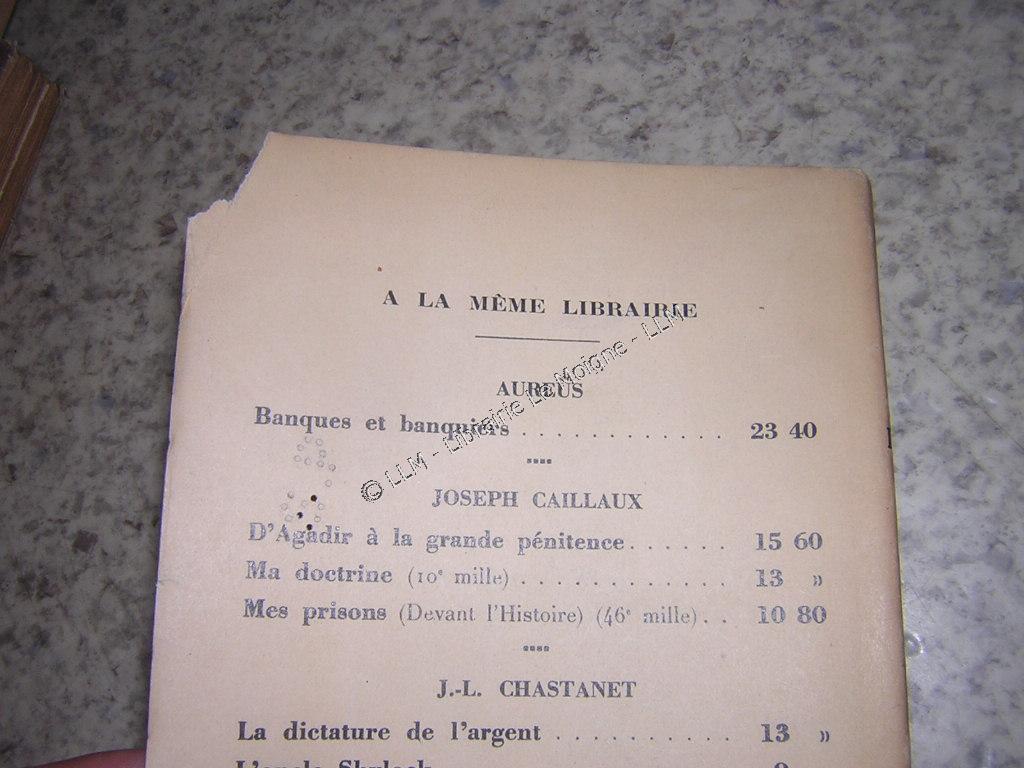 A LA MÊME LIBRAIRIE
AUREUS
Banques et banquiers . . . . . . . . . . . . 23 40
JOSEPH CAILLAUX
D'Agadir à la grande pénitence. . . . . . . 15 60
Ma doctrine (10e mille) . . . . . . . . . . . . 13 »
Mes prisons (Devant l'Histoire) (46e mille). . 10 80
J.-L. CHASTANET
La dictature de l'argent . . . . . . . . . . . 13 »
L'oncle Shylock
© LLM - Librairie Le Moigne - LLM